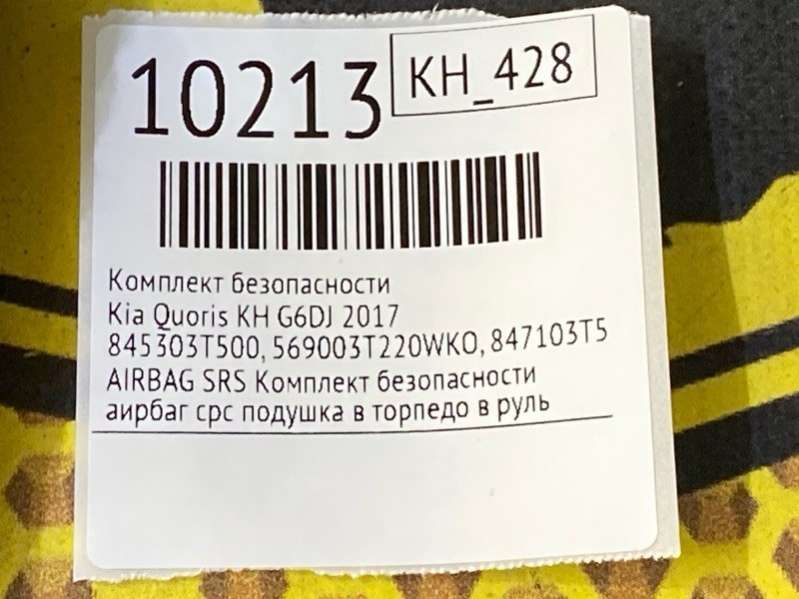 10213
KH_428
Комплект безопасности
Kia Quoris KH G6DJ 2017
845303T500, 569003T220WKO, 847103T5
AIRBAG SRS Комплект безопасности
аирбаг срс подушка в торпедо в руль